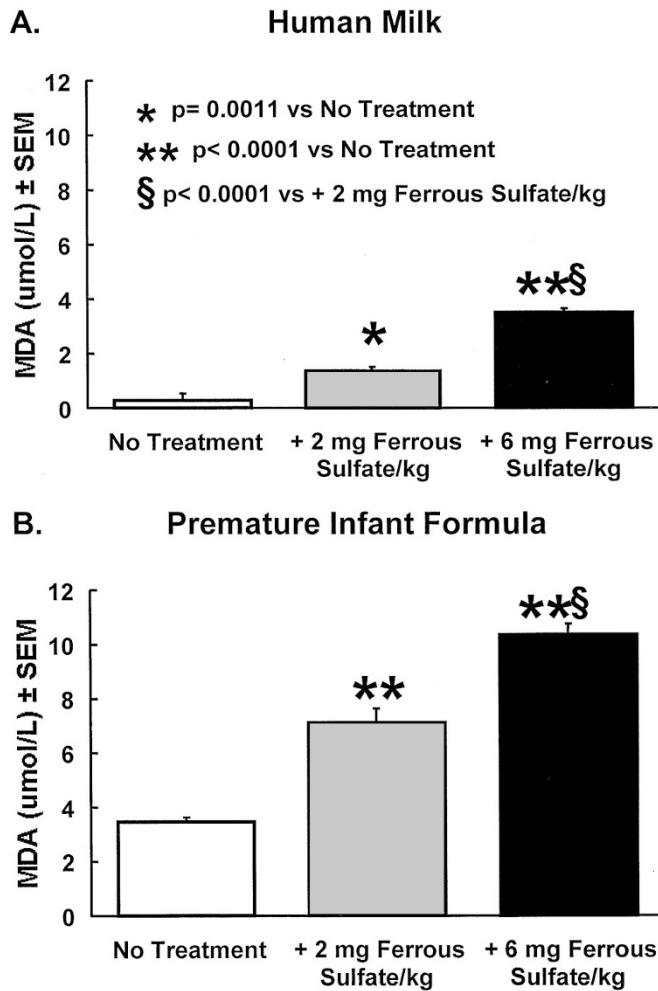 A. Human Milk
MDA (umol/L) ± SEM
12
10
8
6
4
2
0
* p= 0.0011 vs No Treatment
** p< 0.0001 vs No Treatment
§ p< 0.0001 vs + 2 mg Ferrous Sulfate/kg
*
**§
No Treatment
+ 2 mg Ferrous
Sulfate/kg
+ 6 mg Ferrous
Sulfate/kg
B. Premature Infant Formula
MDA (umol/L) ± SEM
12
10
8
6
4
2
0
**
**§
No Treatment
+ 2 mg Ferrous
Sulfate/kg
+ 6 mg Ferrous
Sulfate/kg